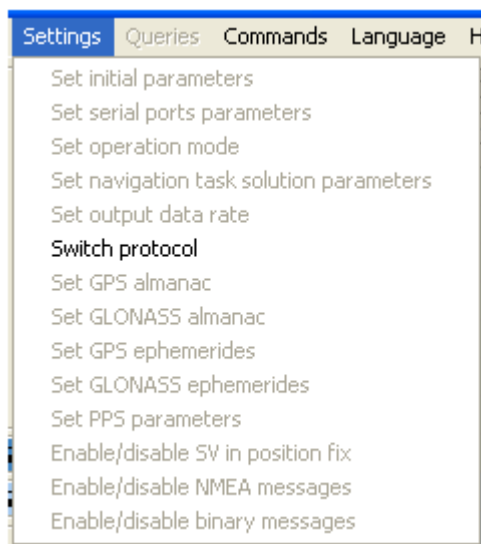 Settings Queries Commands Language
Set initial parameters
Set serial ports parameters
Set operation mode
Set navigation task solution parameters
Set output data rate
Switch protocol
Set GPS almanac
Set GLONASS almanac
Set GPS ephemerides
Set GLONASS ephemerides
Set PPS parameters
Enable/disable SV in position fix
Enable/disable NMEA messages
Enable/disable binary messages